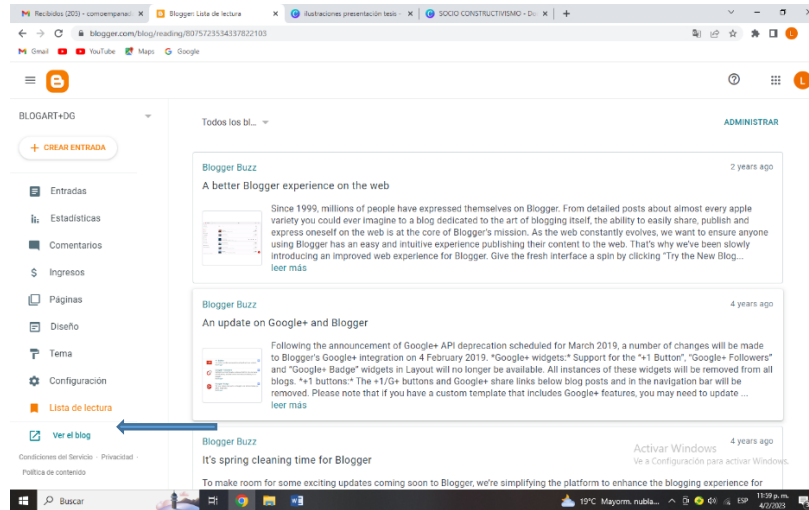 Recibidos (205) - comoempanad
Blogger: Lista de lectura
ilustraciones presentación tesis -
SOCIO CONSTRUCTIVISMO - Do
blogger.com/blog/reading/8075723534337822103
Gmail
YouTube
Maps
Google
L
BLOGART+DG
Todos los bl...
ADMINISTRAR
+ CREAR ENTRADA
Entradas
Estadísticas
Comentarios
Ingresos
Páginas
Diseño
Tema
Configuración
Lista de lectura
Ver el blog
Condiciones del Servicio · Privacidad ·
Política de contenido
Blogger Buzz 2 years ago
A better Blogger experience on the web
Since 1999, millions of people have expressed themselves on Blogger. From detailed posts about almost every apple
variety you could ever imagine to a blog dedicated to the art of blogging itself, the ability to easily share, publish and
express oneself on the web is at the core of Blogger's mission. As the web constantly evolves, we want to ensure anyone
using Blogger has an easy and intuitive experience publishing their content to the web. That's why we've been slowly
introducing an improved web experience for Blogger. Give the fresh interface a spin by clicking "Try the New Blog...
leer más
Blogger Buzz 4 years ago
An update on Google+ and Blogger
Following the announcement of Google+ API deprecation scheduled for March 2019, a number of changes will be made
to Blogger's Google+ integration on 4 February 2019. *Google+ widgets:* Support for the "+1 Button", "Google+ Followers"
and "Google+ Badge" widgets in Layout will no longer be available. All instances of these widgets will be removed from all
blogs. *+1 buttons:* The +1/G+ buttons and Google+ share links below blog posts and in the navigation bar will be
removed. Please note that if you have a custom template that includes Google+ features, you may need to update ...
leer más
Blogger Buzz 4 years ago
It's spring cleaning time for Blogger
To make room for some exciting updates coming soon to Blogger, we're simplifying the platform to enhance the blogging experience for
Activar Windows
Ve a Configuración para activar Windows.
Buscar
19°C Mayorm. nubla...
ESP
11:59 p. m.
4/2/2023